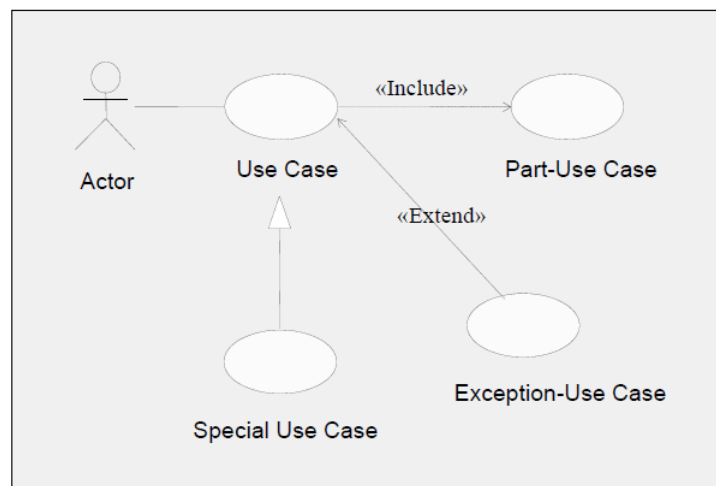 «Include»
Actor
Use Case
Part-Use Case
«Extend»
Special Use Case
Exception-Use Case